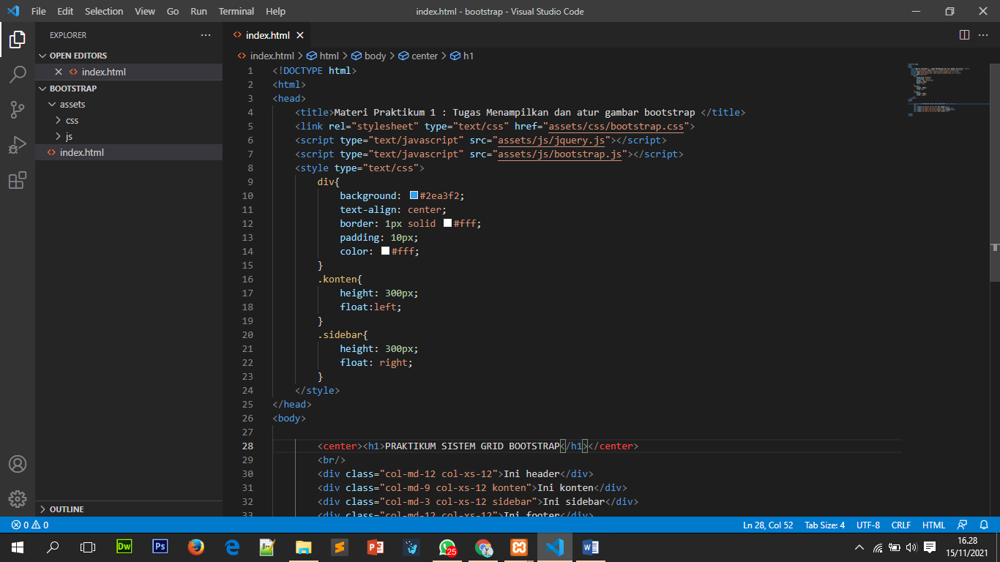 File Edit Selection View Go Run Terminal Help
index.html - bootstrap - Visual Studio Code
EXPLORER
OPEN EDITORS
index.html
BOOTSTRAP
assets
css
js
index.html
OUTLINE
index.html
index.html > html > body > center > h1
1 <!DOCTYPE html>
2 <html>
3 <head>
4 <title>Materi Praktikum 1 : Tugas Menampilkan dan atur gambar bootstrap </title>
5 <link rel="stylesheet" type="text/css" href="assets/css/bootstrap.css">
6 <script type="text/javascript" src="assets/js/jquery.js"></script>
7 <script type="text/javascript" src="assets/js/bootstrap.js"></script>
8 <style type="text/css">
9 div{
10 background: #2ea3f2;
11 text-align: center;
12 border: 1px solid #fff;
13 padding: 10px;
14 color: #fff;
15 }
16 .konten{
17 height: 300px;
18 float:left;
19 }
20 .sidebar{
21 height: 300px;
22 float: right;
23 }
24 </style>
25 </head>
26 <body>
27
28 <center><h1>PRAKTIKUM SISTEM GRID BOOTSTRAP</h1></center>
29 <br/>
30 <div class="col-md-12 col-xs-12">Ini header</div>
31 <div class="col-md-9 col-xs-12 konten">Ini konten</div>
32 <div class="col-md-3 col-xs-12 sidebar">Ini sidebar</div>
33 <div class="col-md-12 col-xs-12">Ini footer</div>
0 0
Ln 28, Col 52 Tab Size: 4 UTF-8 CRLF HTML
Dw
Ps
25
16.28
15/11/2021